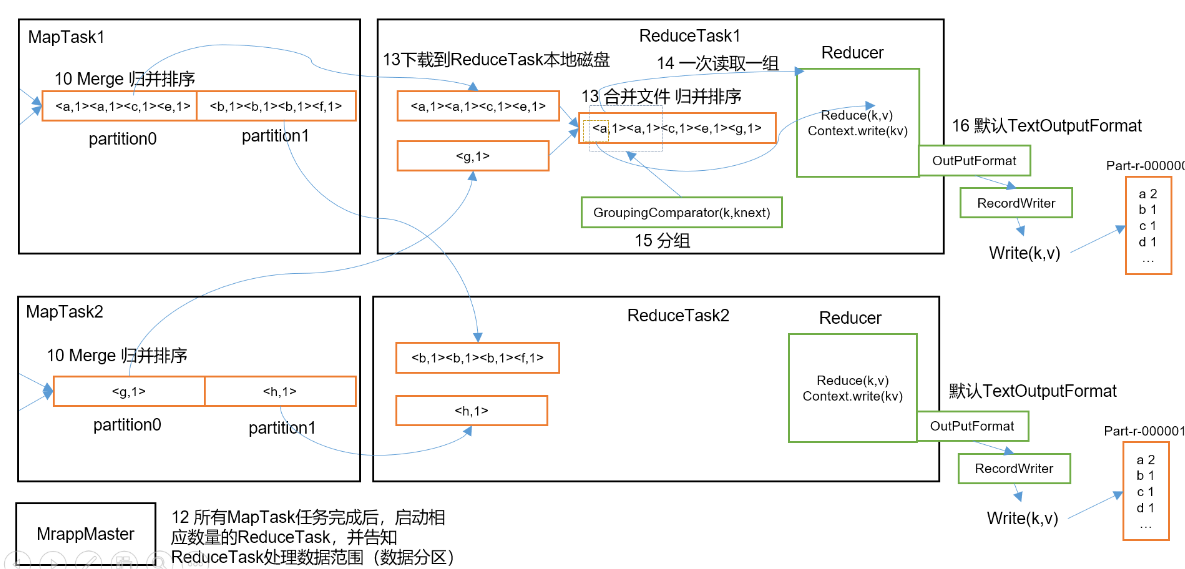 MapTask1
10 Merge 归并排序
<a,1><a,1><c,1><e,1>
<b,1><b,1><b,1><f,1>
partition0
partition1
ReduceTask1
13下载到ReduceTask本地磁盘
<a,1><a,1><c,1><e,1>
<g,1>
13 合并文件 归并排序
<a,1><a,1><c,1><e,1><g,1>
14 一次读取一组
GroupingComparator(k,knext)
15 分组
Reducer
Reduce(k,v)
Context.write(kv)
16 默认TextOutputFormat
OutPutFormat
RecordWriter
Write(k,v)
Part-r-000000
a 2
b 1
c 1
d 1
...
MapTask2
10 Merge 归并排序
<g,1>
<h,1>
partition0
partition1
ReduceTask2
<b,1><b,1><b,1><f,1>
<h,1>
Reducer
Reduce(k,v)
Context.write(kv)
默认TextOutputFormat
OutPutFormat
RecordWriter
Write(k,v)
Part-r-000001
a 2
b 1
c 1
d 1
...
MrappMaster
12 所有MapTask任务完成后，启动相
应数量的ReduceTask，并告知
ReduceTask处理数据范围（数据分区）